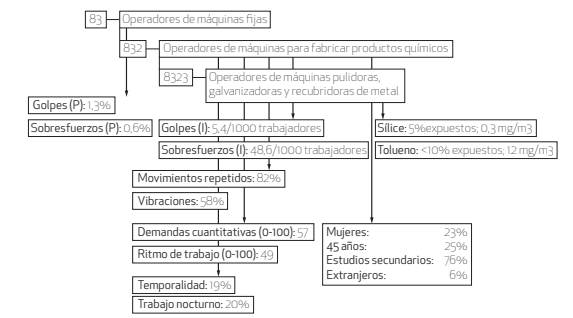 83 Operadores de máquinas fijas
832 Operadores de máquinas para fabricar productos químicos
8323 Operadores de máquinas pulidoras,
galvanizadoras y recubridoras de metal
Golpes (P): 1,3%
Sobresfuerzos (P): 0,6%
Golpes (I): 5,4/1000 trabajadores
Sobresfuerzos (I): 48,6/1000 trabajadores
Sílice: 5%expuestos; 0,3 mg/m3
Tolueno: <10% expuestos; 12 mg/m3
Movimientos repetidos: 82%
Vibraciones: 58%
Demandas cuantitativas (0-100): 57
Ritmo de trabajo (0-100): 49
Temporalidad: 19%
Trabajo nocturno: 20%
Mujeres: 23%
45 años: 25%
Estudios secundarios: 76%
Extranjeros: 6%